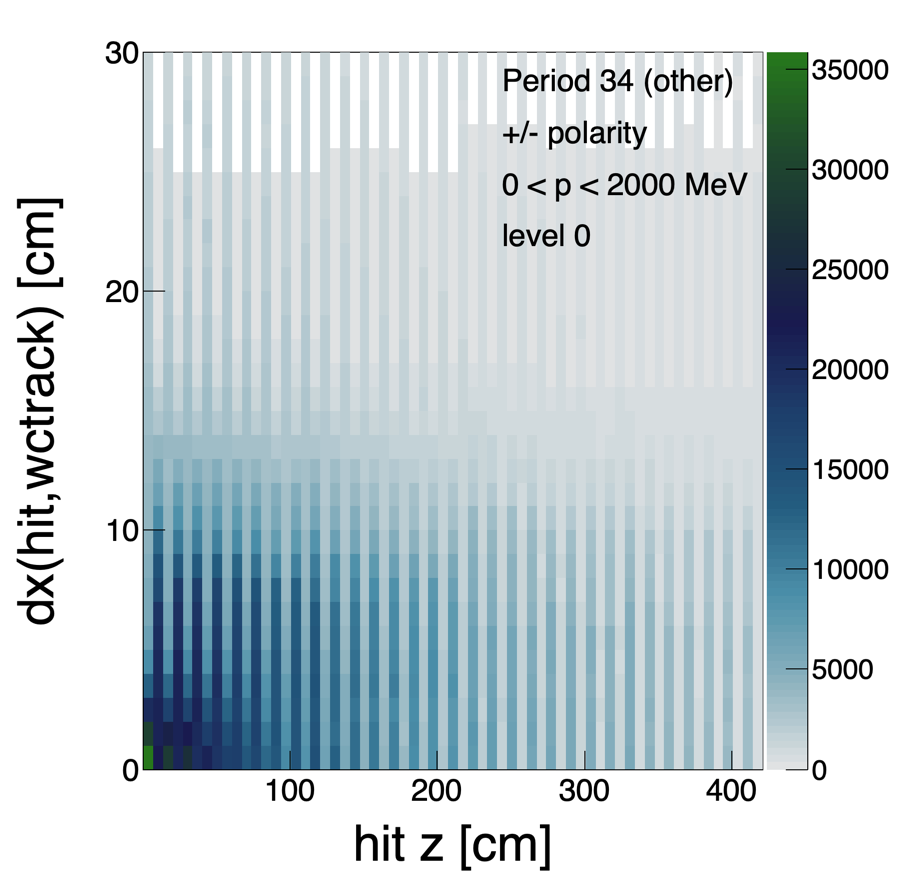 30
20
10
0
dx(hit,wctrack) [cm]
100
200
300
400
hit z [cm]
Period 34 (other)
+/- polarity
0 < p < 2000 MeV
level 0
35000
30000
25000
20000
15000
10000
5000
0